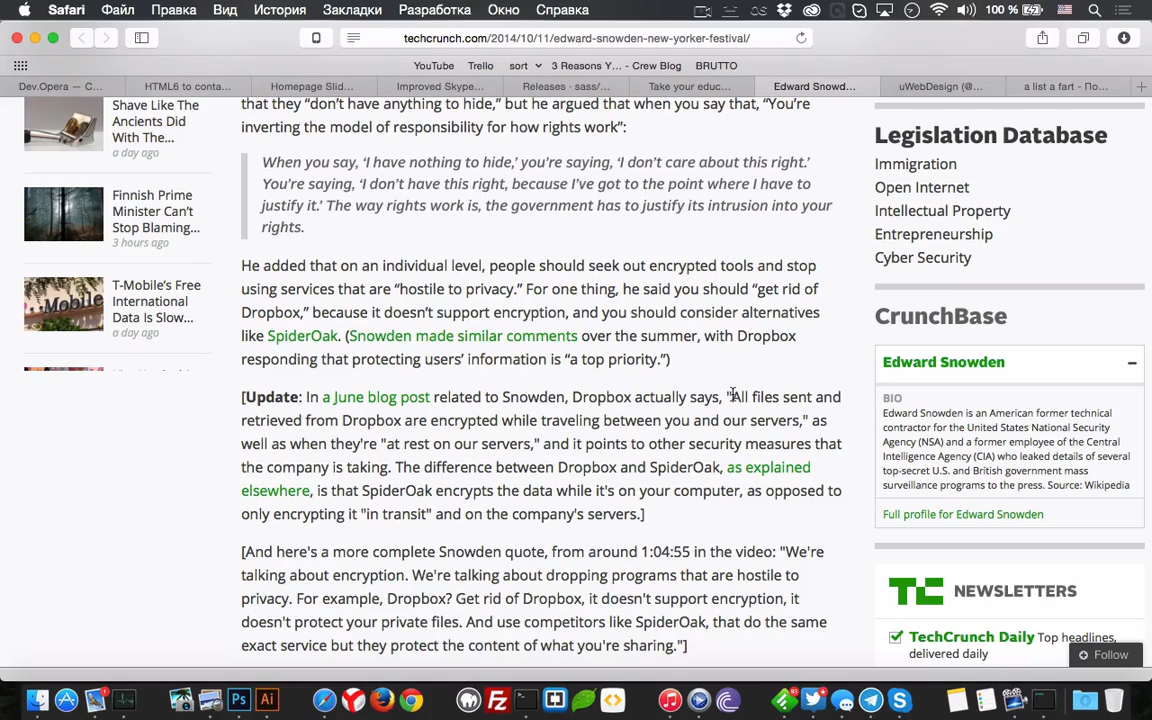 Safari Файл Правка Вид История Закладки Разработка Окно Справка 100 %
techcrunch.com/2014/10/11/edward-snowden-new-yorker-festival/
YouTube Trello sort 3 Reasons Y... - Crew Blog BRUTTO
Dev.Opera — C... HTML6 to conta... Homepage Slid... Improved Skype... Releases · sass/... Take your educ... Edward Snowd... uWebDesign (@... a list a fart - По...
Shave Like The
Ancients Did
With The...
a day ago
Finnish Prime
Minister Can’t
Stop Blaming...
3 hours ago
T-Mobile’s Free
International
Data Is Slow...
a day ago
that they “don’t have anything to hide,” but he argued that when you say that, “You’re
inverting the model of responsibility for how rights work”:
When you say, ‘I have nothing to hide,’ you’re saying, ‘I don’t care about this right.’
You’re saying, ‘I don’t have this right, because I’ve got to the point where I have to
justify it.’ The way rights work is, the government has to justify its intrusion into your
rights.
He added that on an individual level, people should seek out encrypted tools and stop
using services that are “hostile to privacy.” For one thing, he said you should “get rid of
Dropbox,” because it doesn’t support encryption, and you should consider alternatives
like SpiderOak. (Snowden made similar comments over the summer, with Dropbox
responding that protecting users’ information is “a top priority.”)
[Update: In a June blog post related to Snowden, Dropbox actually says, "All files sent and
retrieved from Dropbox are encrypted while traveling between you and our servers," as
well as when they're "at rest on our servers," and it points to other security measures that
the company is taking. The difference between Dropbox and SpiderOak, as explained
elsewhere, is that SpiderOak encrypts the data while it's on your computer, as opposed to
only encrypting it "in transit" and on the company's servers.]
[And here's a more complete Snowden quote, from around 1:04:55 in the video: "We're
talking about encryption. We're talking about dropping programs that are hostile to
privacy. For example, Dropbox? Get rid of Dropbox, it doesn't support encryption, it
doesn't protect your private files. And use competitors like SpiderOak, that do the same
exact service but they protect the content of what you're sharing."]
Legislation Database
Immigration
Open Internet
Intellectual Property
Entrepreneurship
Cyber Security
CrunchBase
Edward Snowden
BIO
Edward Snowden is an American former technical
contractor for the United States National Security
Agency (NSA) and a former employee of the Central
Intelligence Agency (CIA) who leaked details of several
top-secret U.S. and British government mass
surveillance programs to the press. Source: Wikipedia
Full profile for Edward Snowden
TC NEWSLETTERS
TechCrunch Daily Top headlines,
delivered daily
Follow